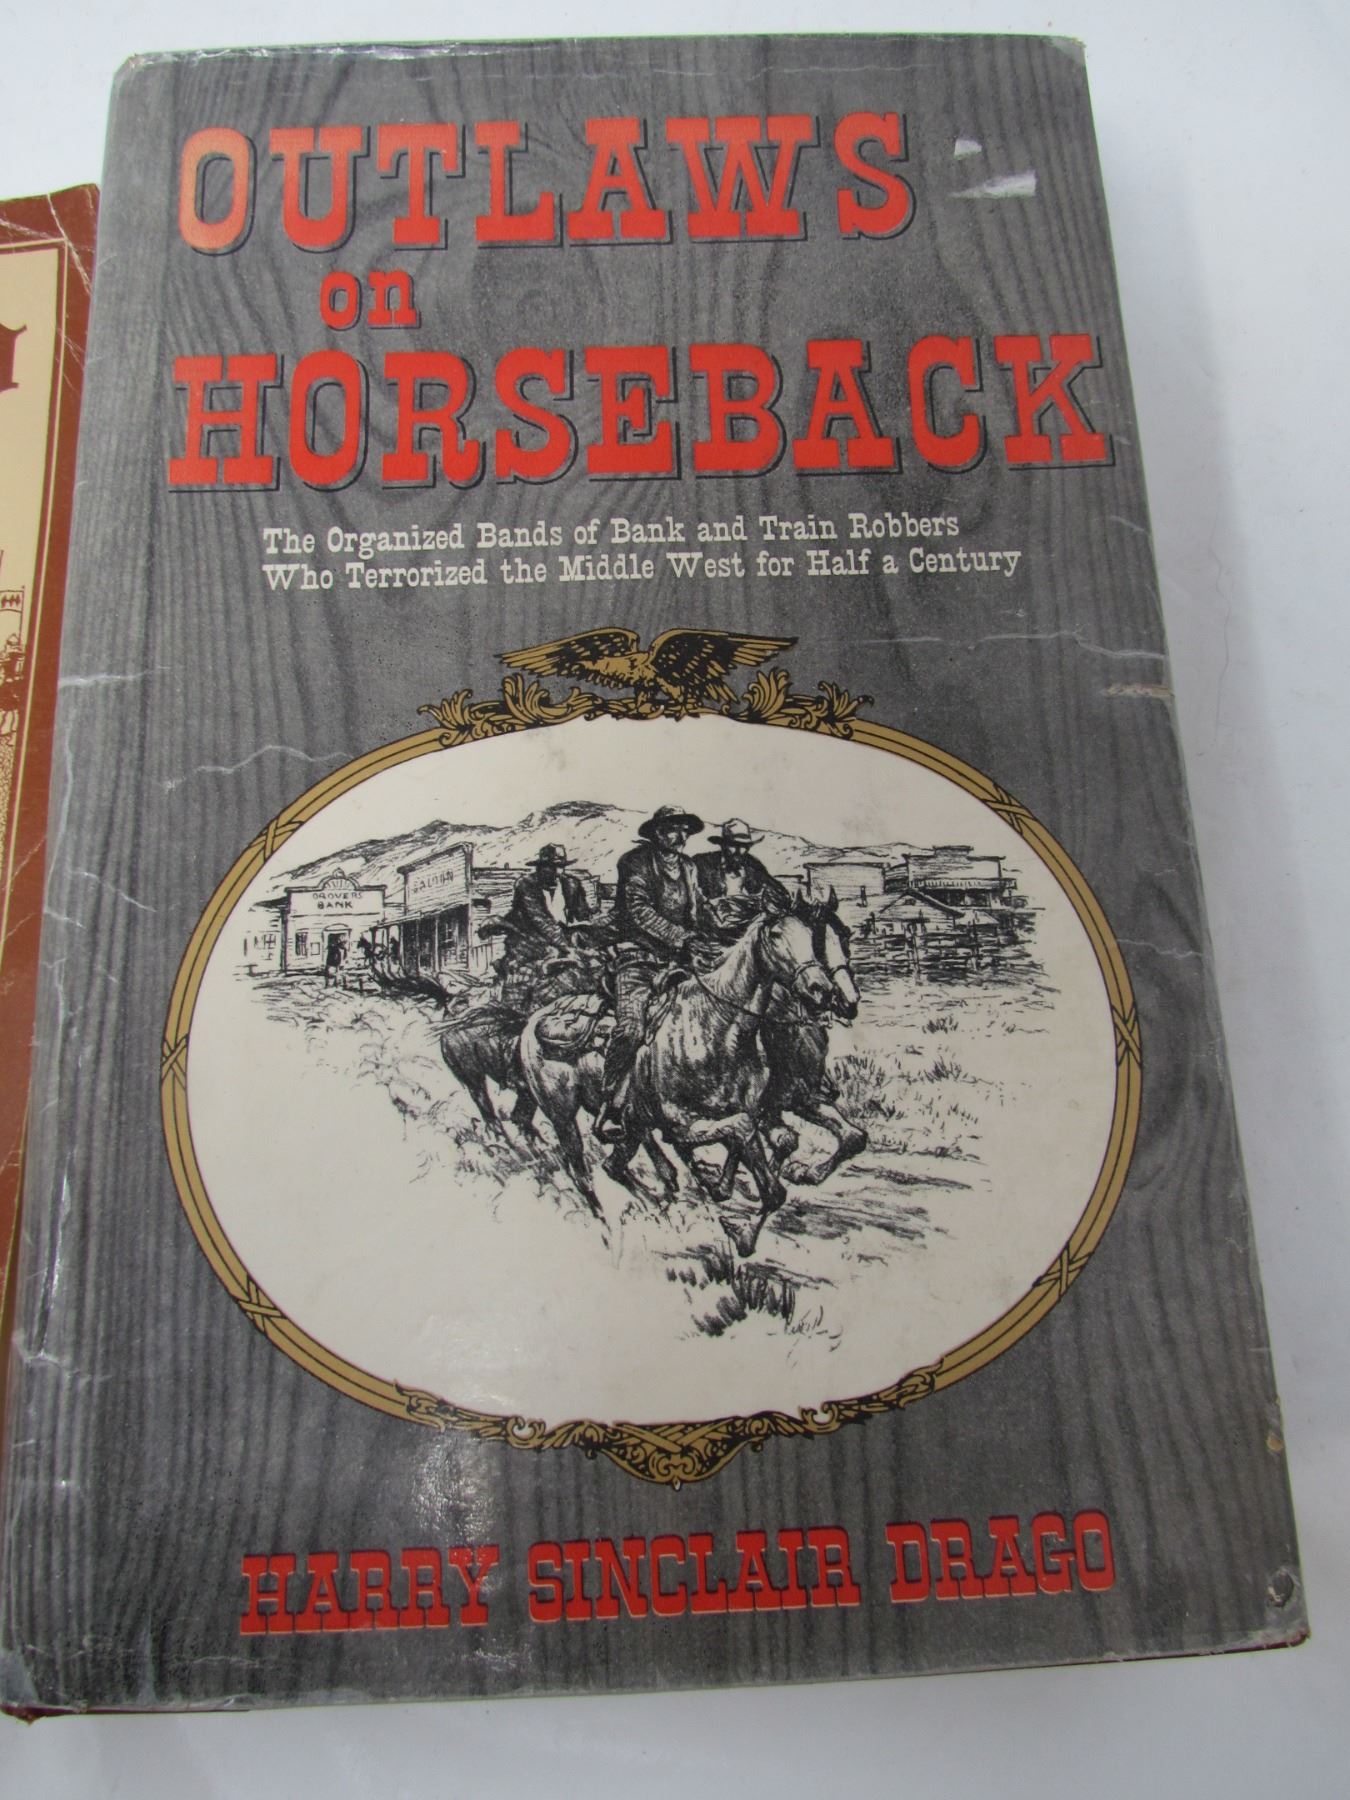 OUTLAWS
on
HORSEBACK
The Organized Bands of Bank and Train Robbers
Who Terrorized the Middle West for Half a Century
DROVERS
BANK
SALOON
HARRY SINCLAIR DRAGO